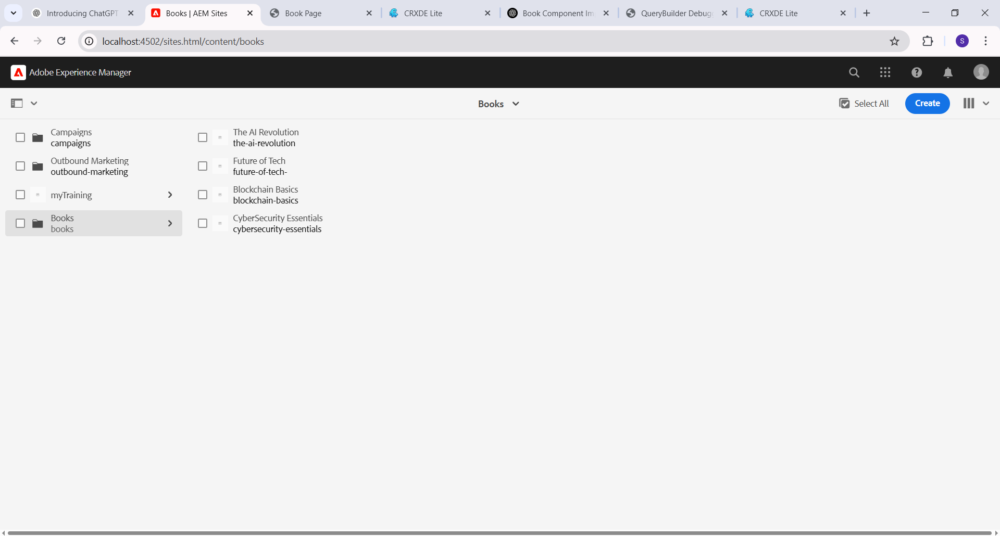 Introducing ChatGPT
Books | AEM Sites
Book Page
CRXDE Lite
Book Component Im
QueryBuilder Debugg
CRXDE Lite
localhost:4502/sites.html/content/books
S
Adobe Experience Manager
Books
Select All
Create
Campaigns
campaigns
Outbound Marketing
outbound-marketing
myTraining
Books
books
The AI Revolution
the-ai-revolution
Future of Tech
future-of-tech-
Blockchain Basics
blockchain-basics
CyberSecurity Essentials
cybersecurity-essentials